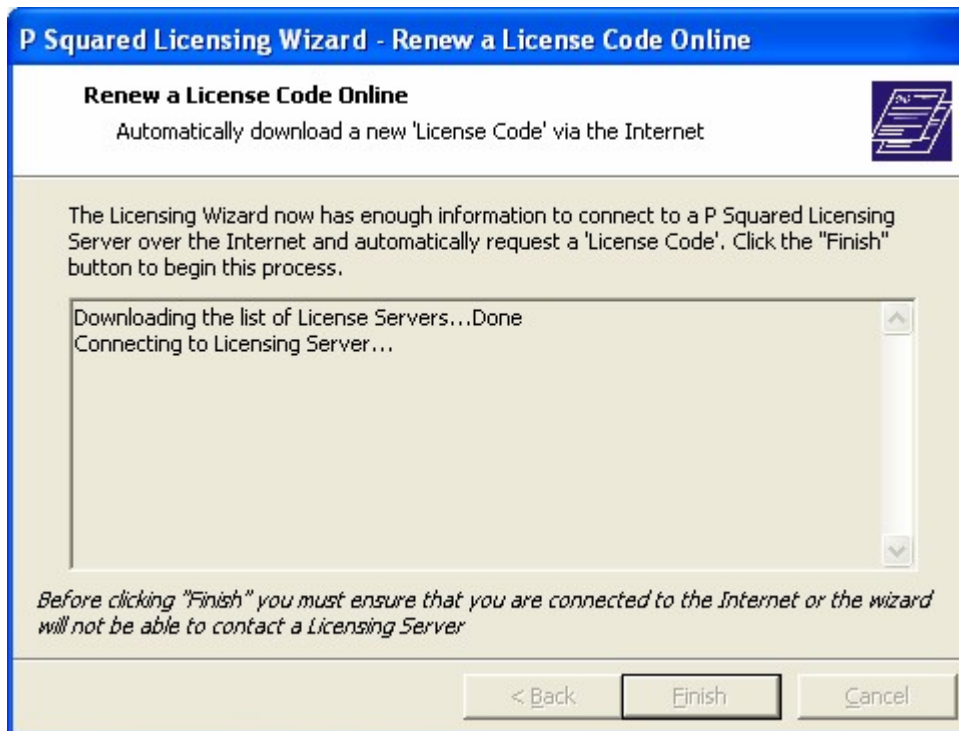 P Squared Licensing Wizard - Renew a License Code Online
Renew a License Code Online
Automatically download a new 'License Code' via the Internet
The Licensing Wizard now has enough information to connect to a P Squared Licensing
Server over the Internet and automatically request a 'License Code'. Click the "Finish"
button to begin this process.
Downloading the list of License Servers...Done
Connecting to Licensing Server...
Before clicking "Finish" you must ensure that you are connected to the Internet or the wizard
will not be able to contact a Licensing Server
< Back
Finish
Cancel